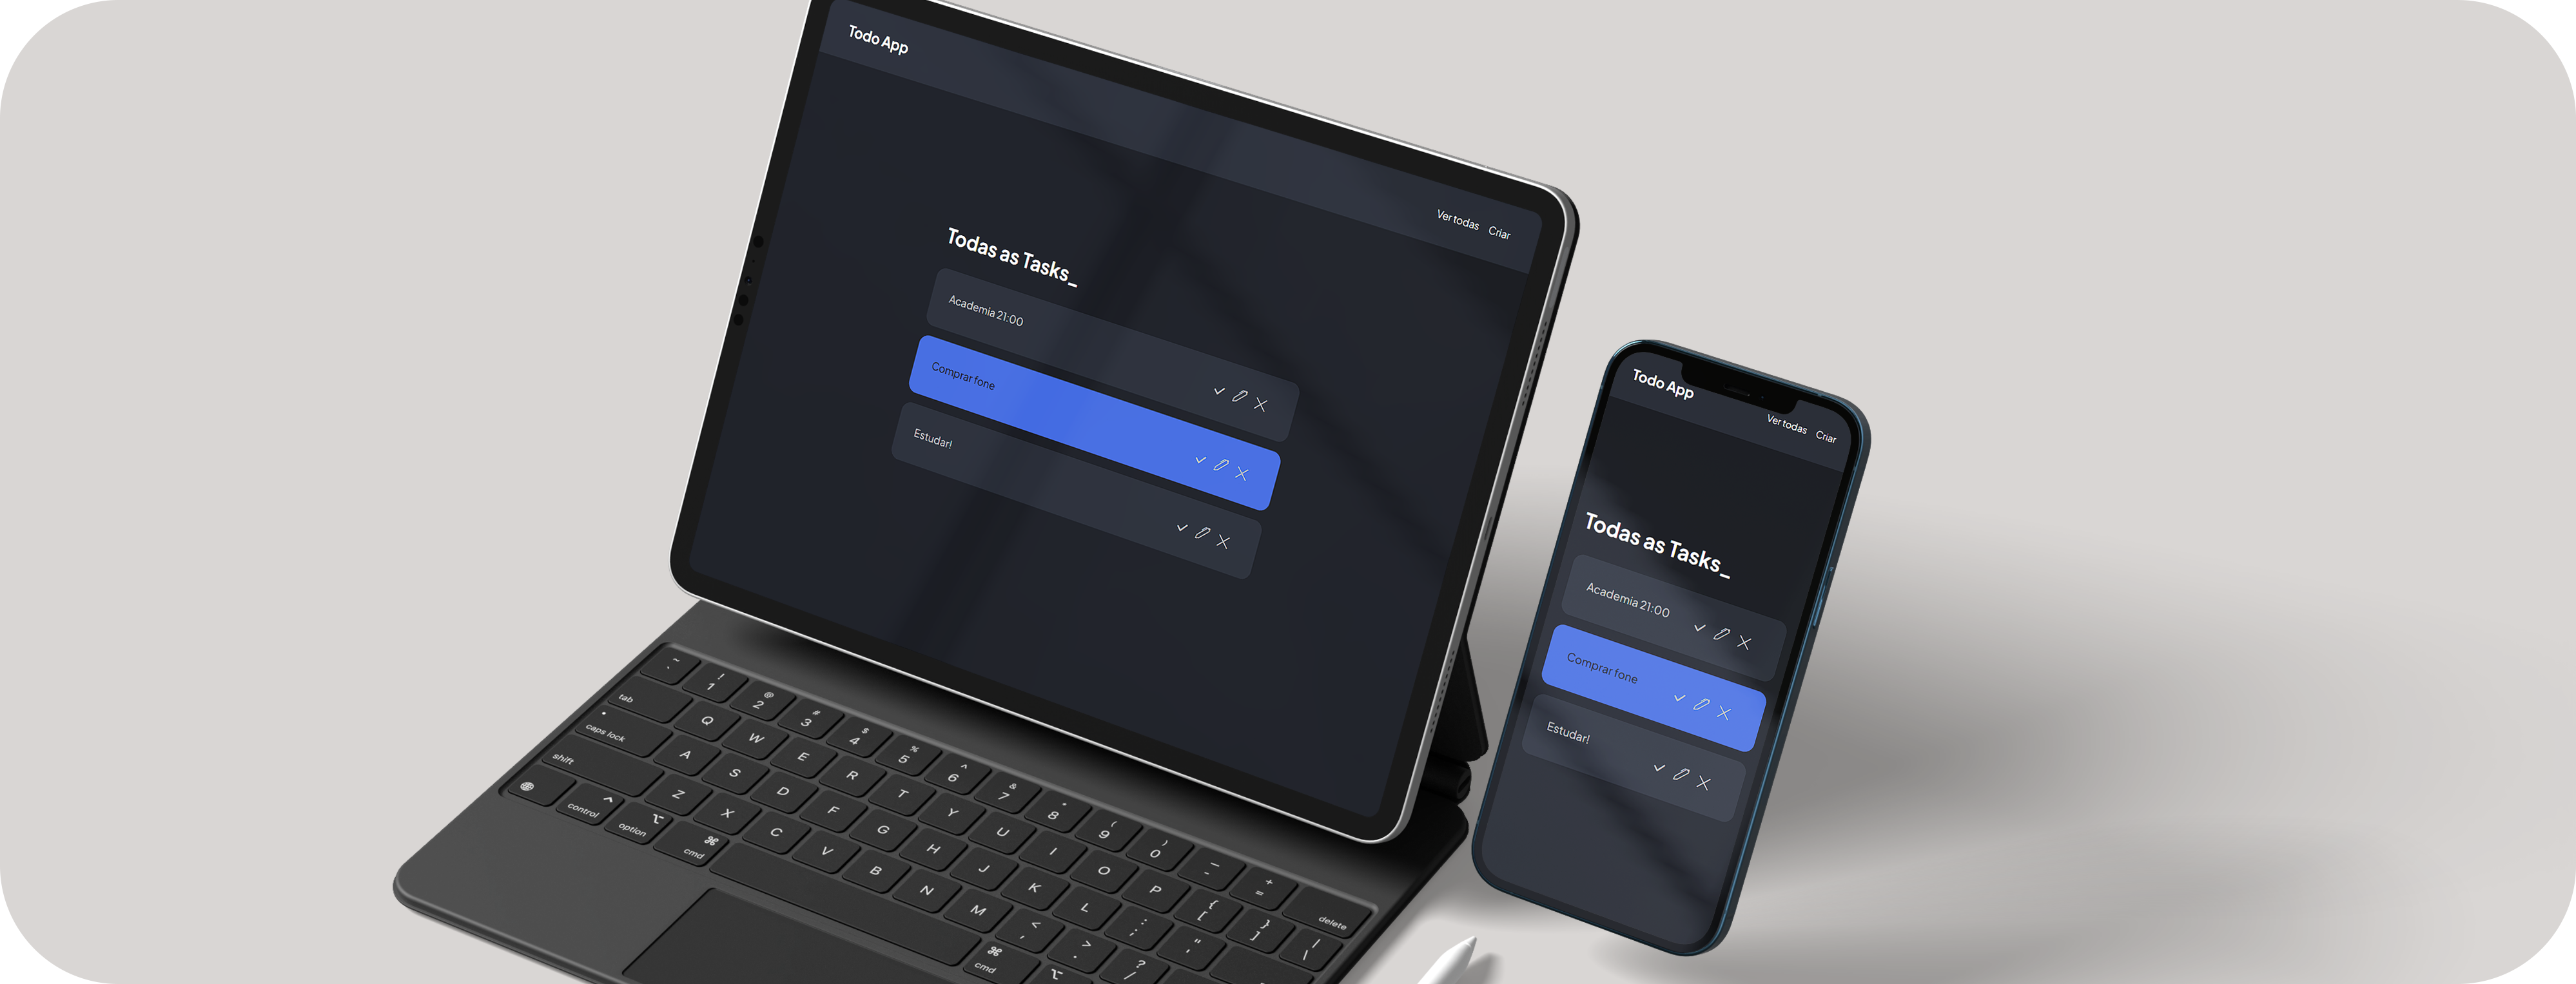 Todo App
Ver todas Criar
Todas as Tasks_
Academia 21:00
Comprar fone
Estudar!
Todo App
Ver todas Criar
Todas as Tasks_
Academia 21:00
Comprar fone
Estudar!
~ ! @ # $ % ^ & * ( ) _ +
` 1 2 3 4 5 6 7 8 9 0 - = delete
tab Q W E R T Y U I O P { [ } ] | \
caps lock A S D F G H J K L : ; " '
shift Z X C V B N M < , > . ? /
control option ⌘ cmd ⌘ cmd